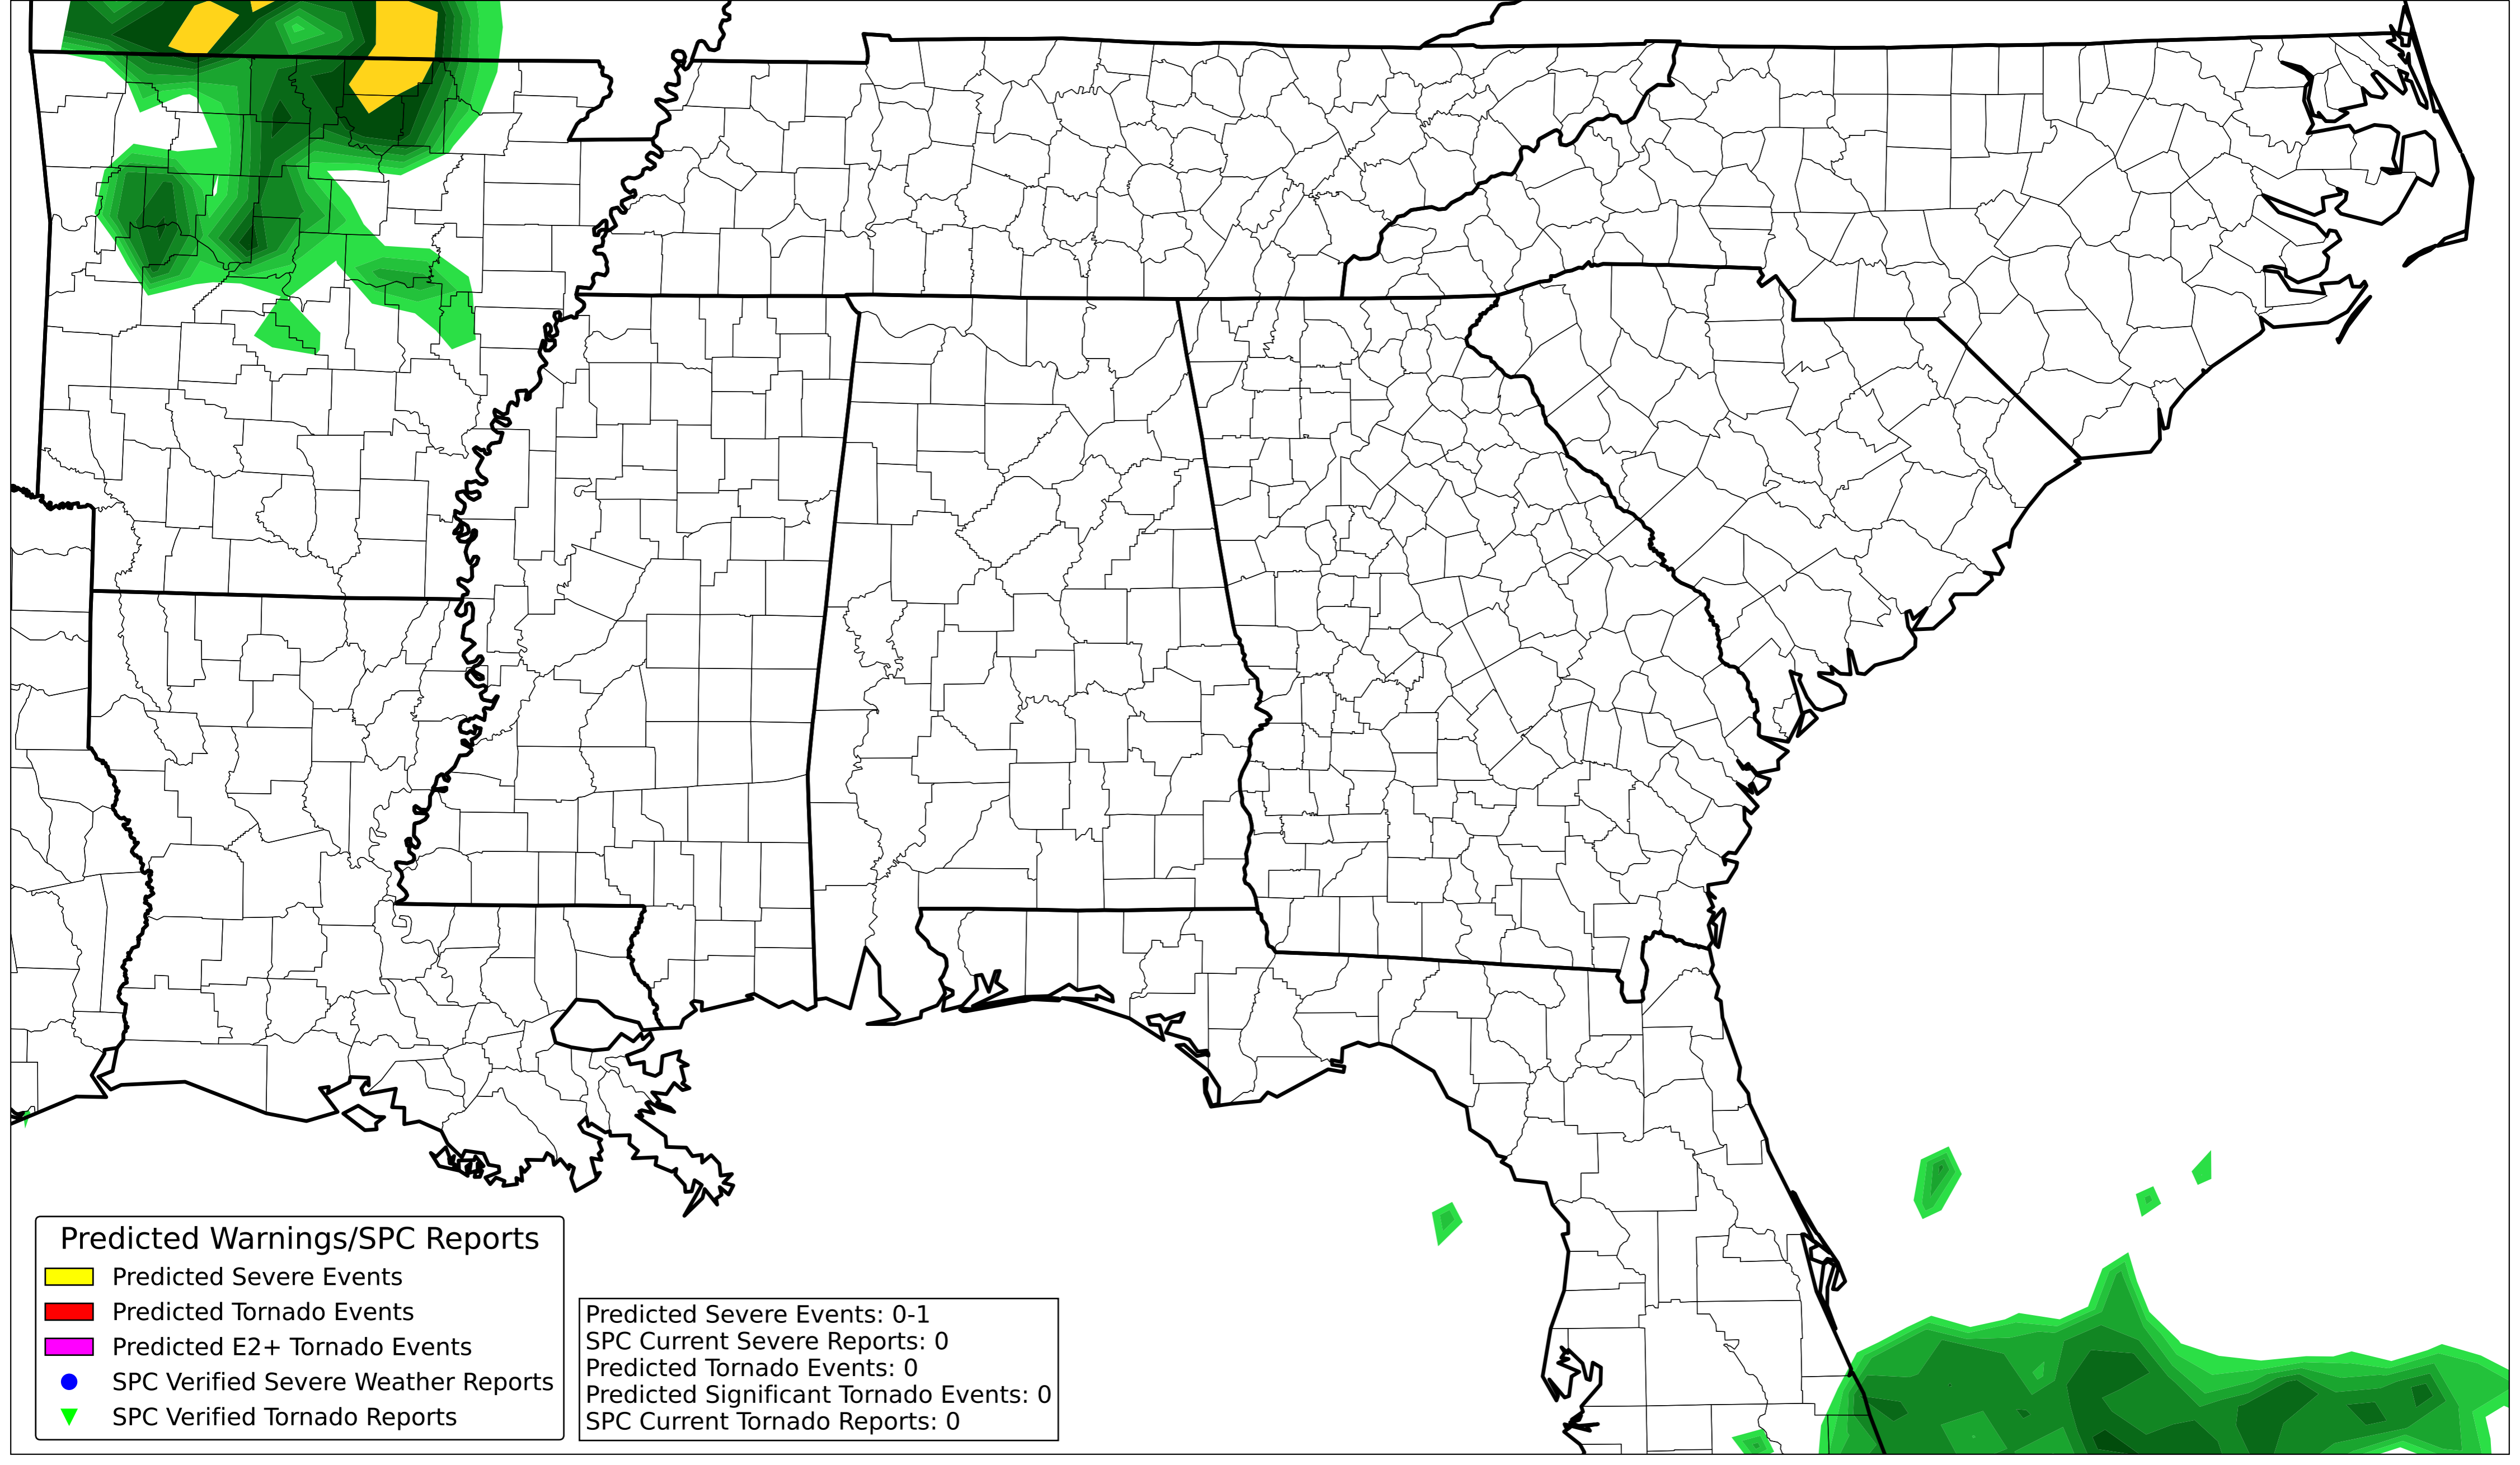 Predicted Warnings/SPC Reports
Predicted Severe Events
Predicted Tornado Events
Predicted E2+ Tornado Events
SPC Verified Severe Weather Reports
SPC Verified Tornado Reports
Predicted Severe Events: 0-1
SPC Current Severe Reports: 0
Predicted Tornado Events: 0
Predicted Significant Tornado Events: 0
SPC Current Tornado Reports: 0